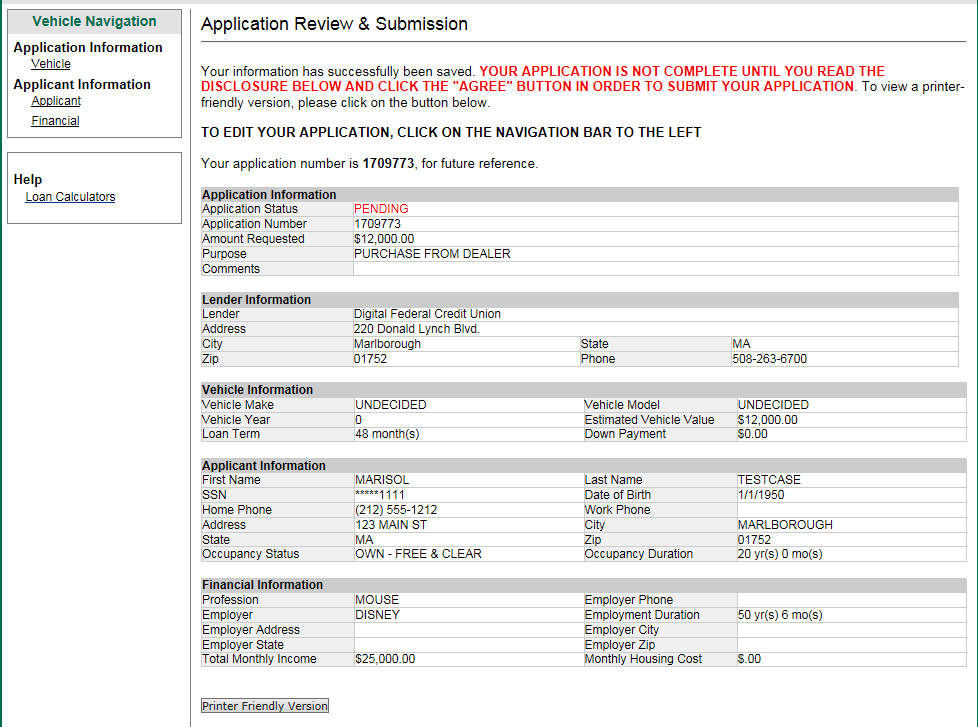 Vehicle Navigation
Application Information
Vehicle
Applicant Information
Applicant
Financial
Help
Loan Calculators
Application Review & Submission
Your information has successfully been saved. YOUR APPLICATION IS NOT COMPLETE UNTIL YOU READ THE
DISCLOSURE BELOW AND CLICK THE "AGREE" BUTTON IN ORDER TO SUBMIT YOUR APPLICATION. To view a printer-
friendly version, please click on the button below.
TO EDIT YOUR APPLICATION, CLICK ON THE NAVIGATION BAR TO THE LEFT
Your application number is 1709773, for future reference.
Application Information
Application Status PENDING
Application Number 1709773
Amount Requested $12,000.00
Purpose PURCHASE FROM DEALER
Comments
Lender Information
Lender Digital Federal Credit Union
Address 220 Donald Lynch Blvd.
City Marlborough State MA
Zip 01752 Phone 508-263-6700
Vehicle Information
Vehicle Make UNDECIDED Vehicle Model UNDECIDED
Vehicle Year 0 Estimated Vehicle Value $12,000.00
Loan Term 48 month(s) Down Payment $0.00
Applicant Information
First Name MARISOL Last Name TESTCASE
SSN *****1111 Date of Birth 1/1/1950
Home Phone (212) 555-1212 Work Phone
Address 123 MAIN ST City MARLBOROUGH
State MA Zip 01752
Occupancy Status OWN - FREE & CLEAR Occupancy Duration 20 yr(s) 0 mo(s)
Financial Information
Profession MOUSE Employer Phone
Employer DISNEY Employment Duration 50 yr(s) 6 mo(s)
Employer Address Employer City
Employer State Employer Zip
Total Monthly Income $25,000.00 Monthly Housing Cost $.00
Printer Friendly Version